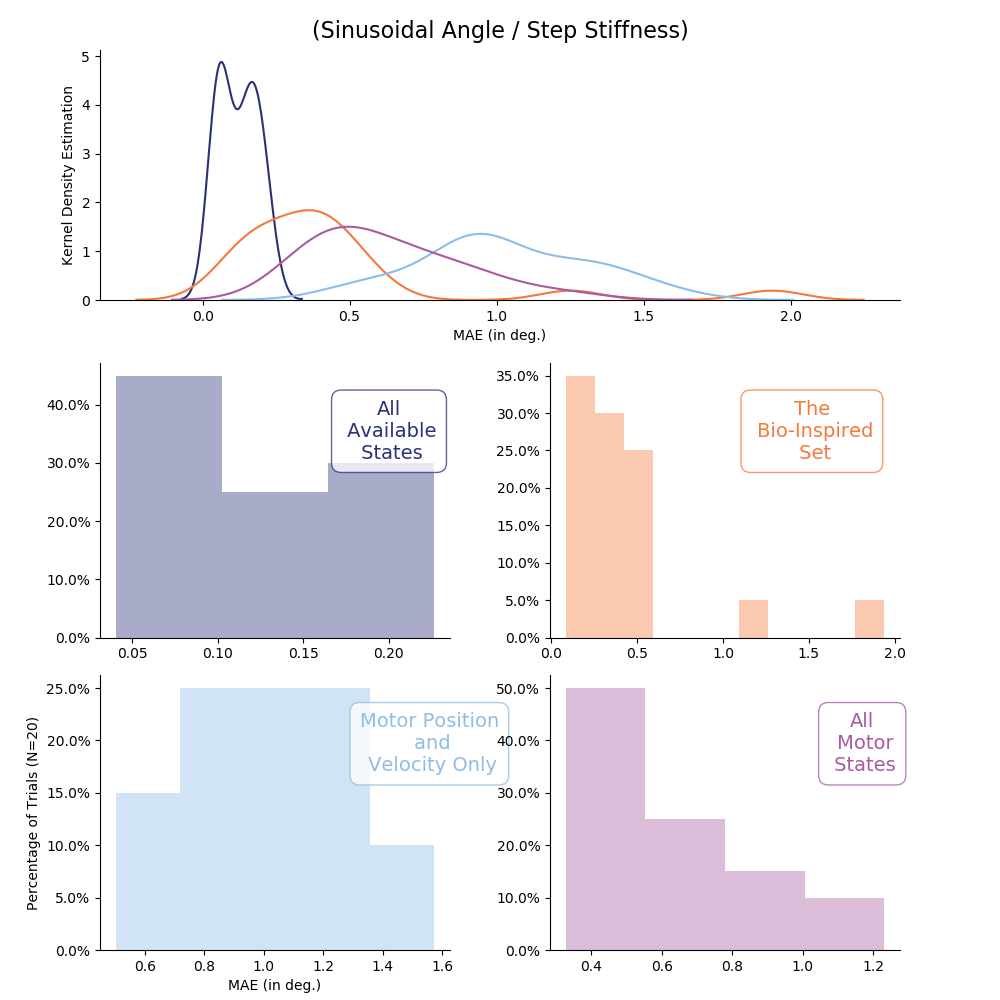 (Sinusoidal Angle / Step Stiffness)
Kernel Density Estimation
5
4
3
2
1
0
0.0 0.5 1.0 1.5 2.0
MAE (in deg.)
All
Available
States
40.0%
30.0%
20.0%
10.0%
0.0%
0.05 0.10 0.15 0.20
The
Bio-Inspired
Set
35.0%
30.0%
25.0%
20.0%
15.0%
10.0%
5.0%
0.0%
0.0 0.5 1.0 1.5 2.0
Motor Position
and
Velocity Only
Percentage of Trials (N=20)
25.0%
20.0%
15.0%
10.0%
5.0%
0.0%
0.6 0.8 1.0 1.2 1.4 1.6
MAE (in deg.)
All
Motor
States
50.0%
40.0%
30.0%
20.0%
10.0%
0.0%
0.4 0.6 0.8 1.0 1.2